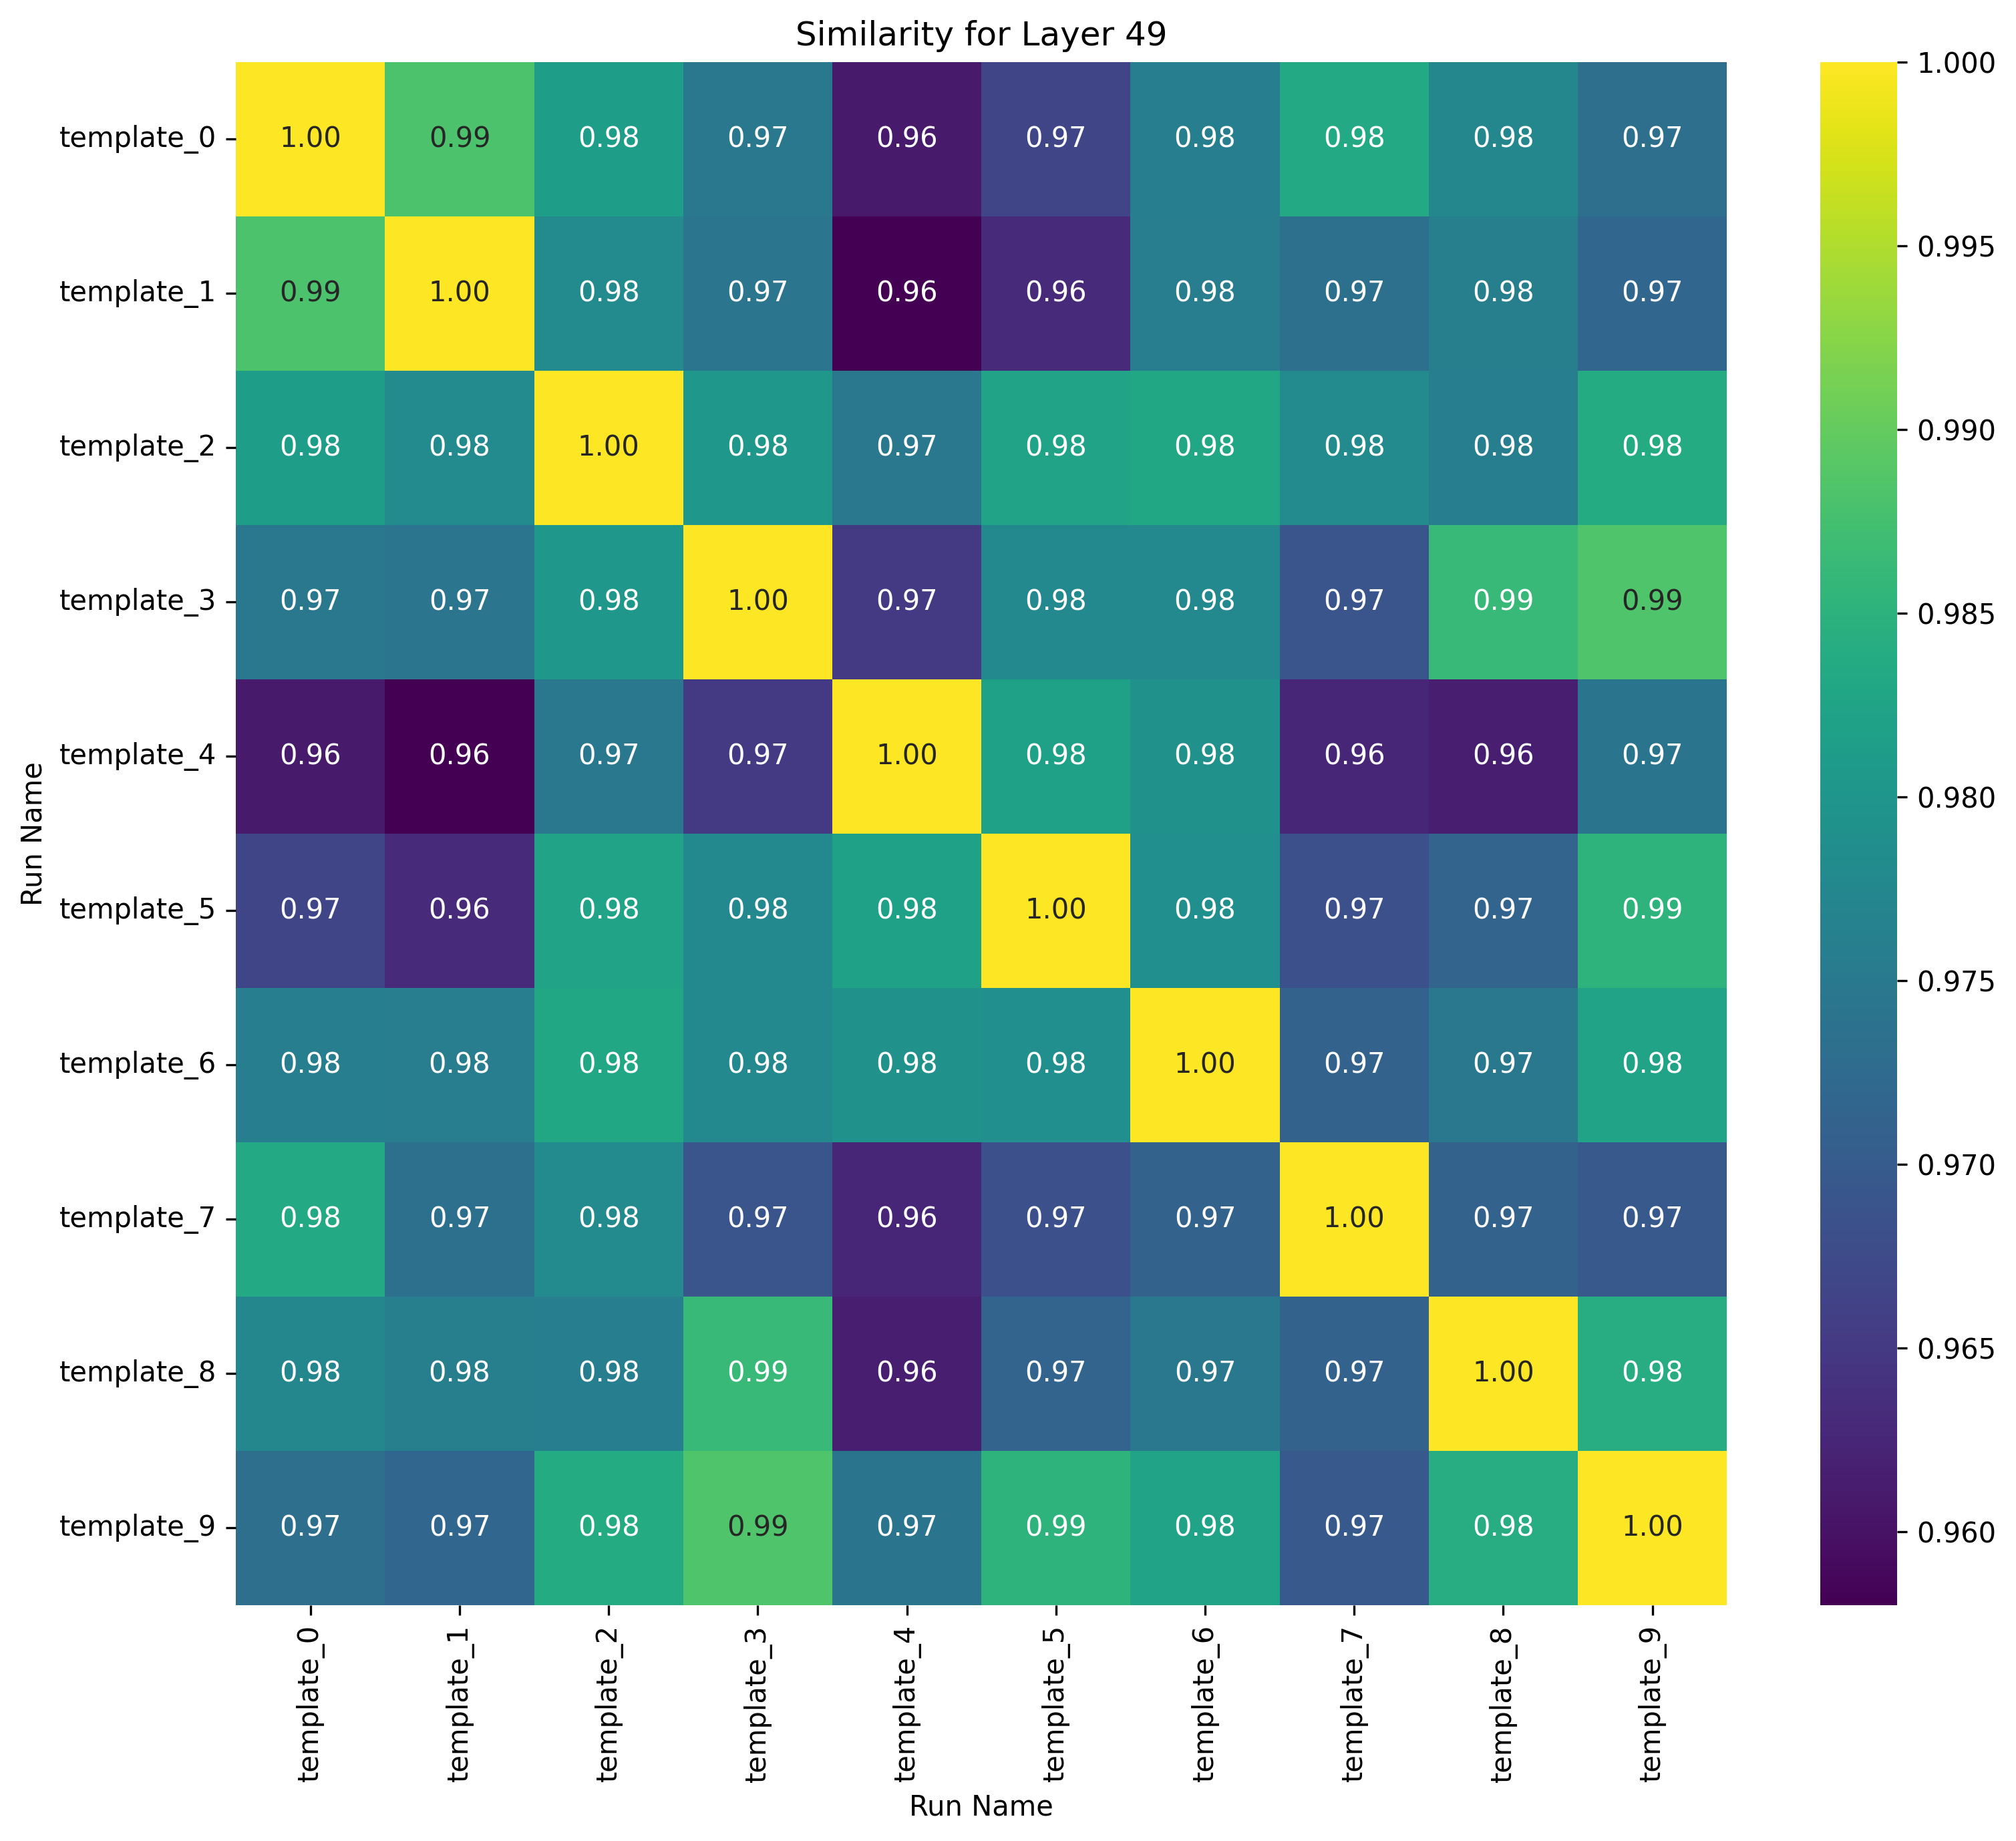 Similarity for Layer 49
template_0 1.00 0.99 0.98 0.97 0.96 0.97 0.98 0.98 0.98 0.97
template_1 0.99 1.00 0.98 0.97 0.96 0.96 0.98 0.97 0.98 0.97
template_2 0.98 0.98 1.00 0.98 0.97 0.98 0.98 0.98 0.98 0.98
template_3 0.97 0.97 0.98 1.00 0.97 0.98 0.98 0.97 0.99 0.99
template_4 0.96 0.96 0.97 0.97 1.00 0.98 0.98 0.96 0.96 0.97
template_5 0.97 0.96 0.98 0.98 0.98 1.00 0.98 0.97 0.97 0.99
template_6 0.98 0.98 0.98 0.98 0.98 0.98 1.00 0.97 0.97 0.98
template_7 0.98 0.97 0.98 0.97 0.96 0.97 0.97 1.00 0.97 0.97
template_8 0.98 0.98 0.98 0.99 0.96 0.97 0.97 0.97 1.00 0.98
template_9 0.97 0.97 0.98 0.99 0.97 0.99 0.98 0.97 0.98 1.00
Run Name
template_0 template_1 template_2 template_3 template_4 template_5 template_6 template_7 template_8 template_9
Run Name
1.000
0.995
0.990
0.985
0.980
0.975
0.970
0.965
0.960